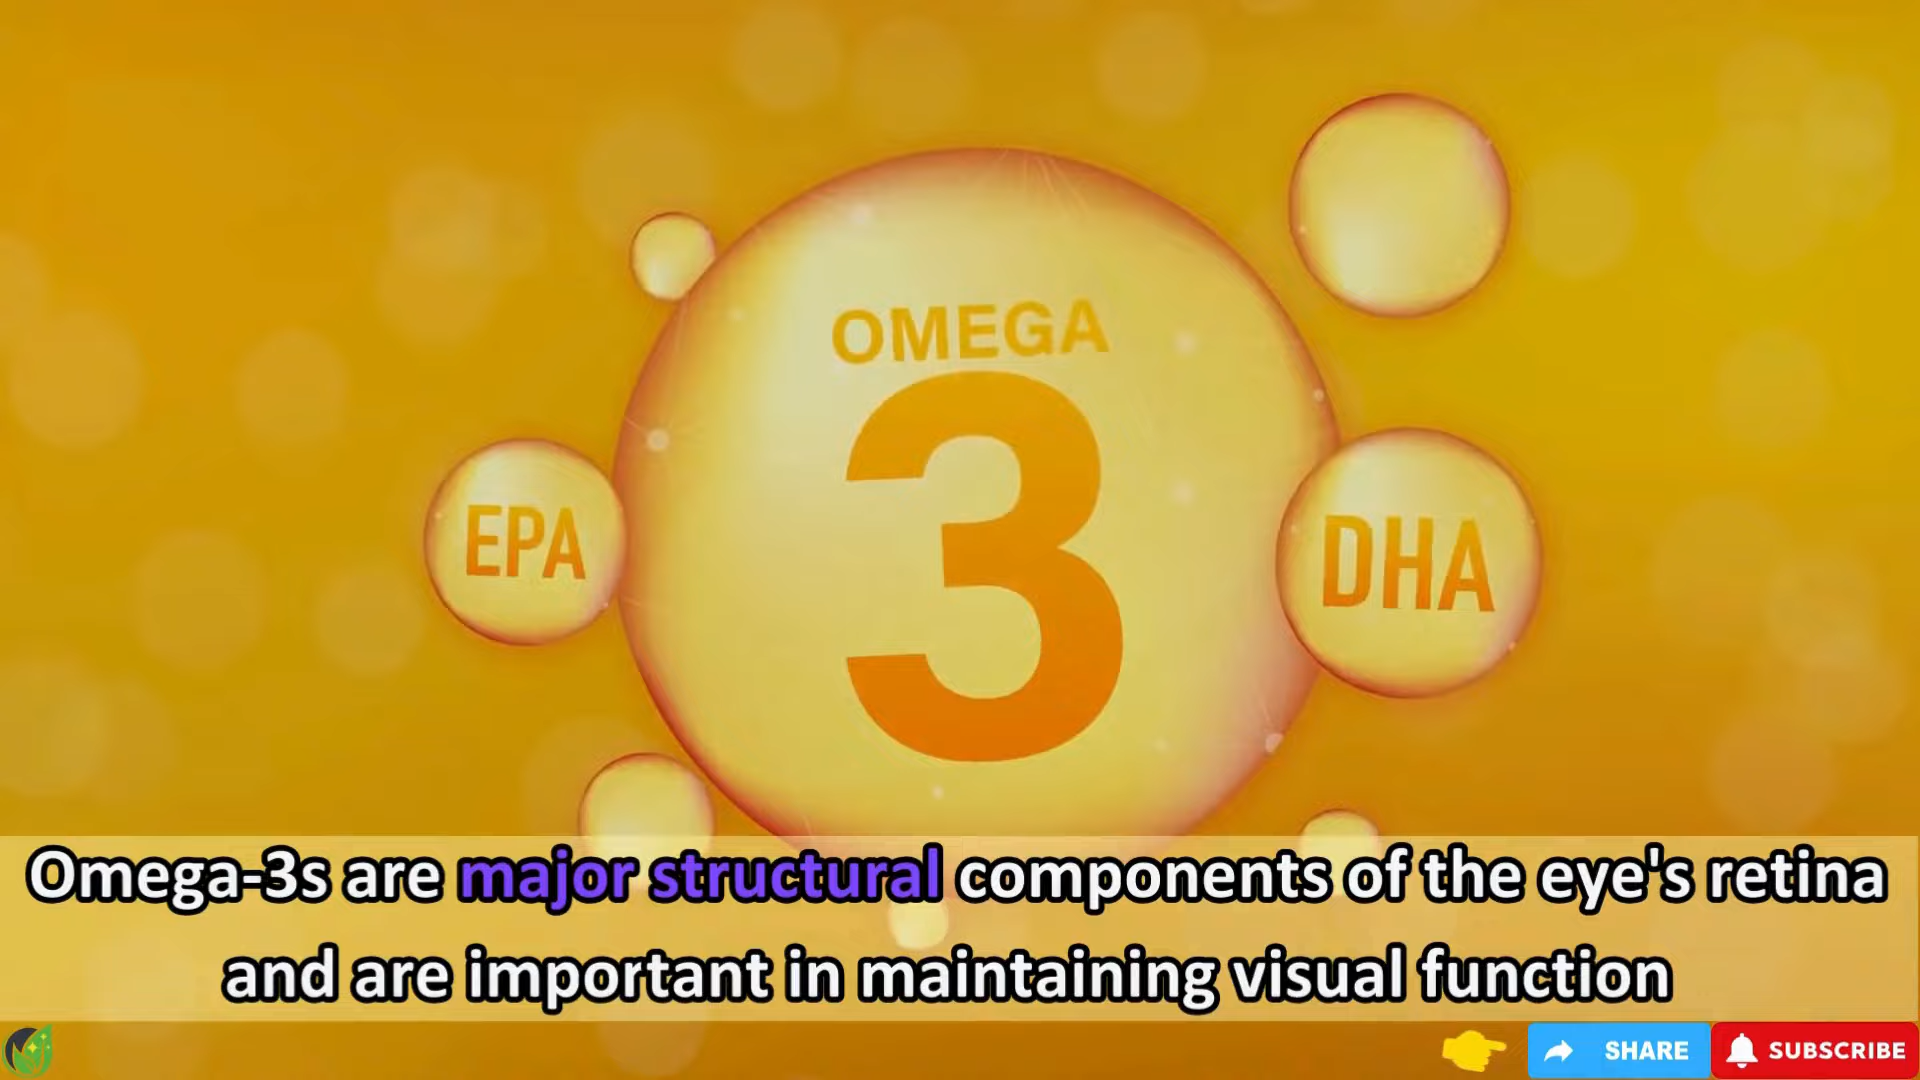 OMEGA
3
EPA
DHA
Omega-3s are major structural components of the eye's retina
and are important in maintaining visual function
SHARE
SUBSCRIBE